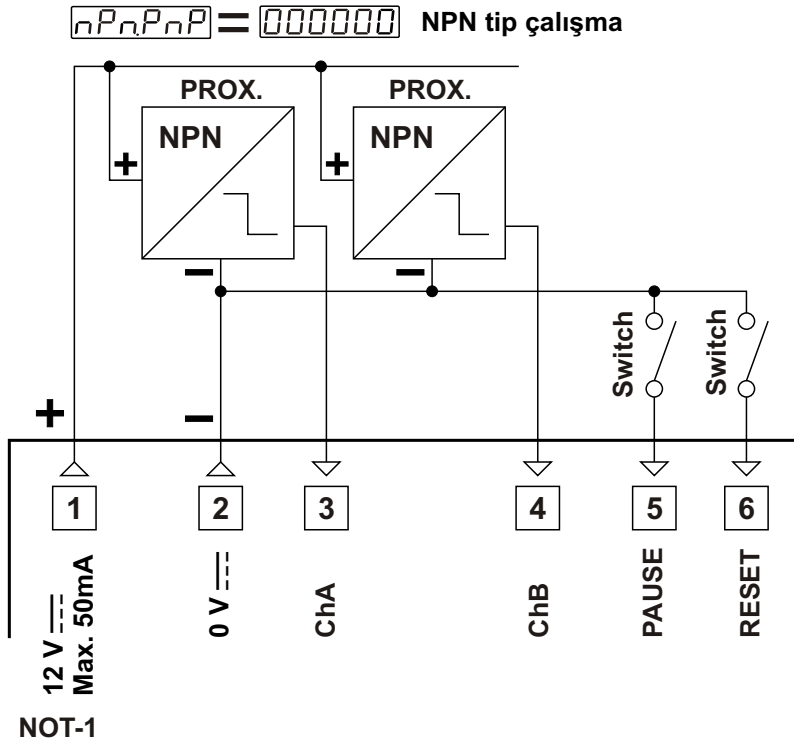 nPn.PnP = 000000 NPN tip çalışma
PROX. PROX.
NPN NPN
+ +
- -
Switch Switch
+ -
1 2 3 4 5 6
12 V
Max. 50mA
0 V
ChA
ChB
PAUSE
RESET
NOT-1